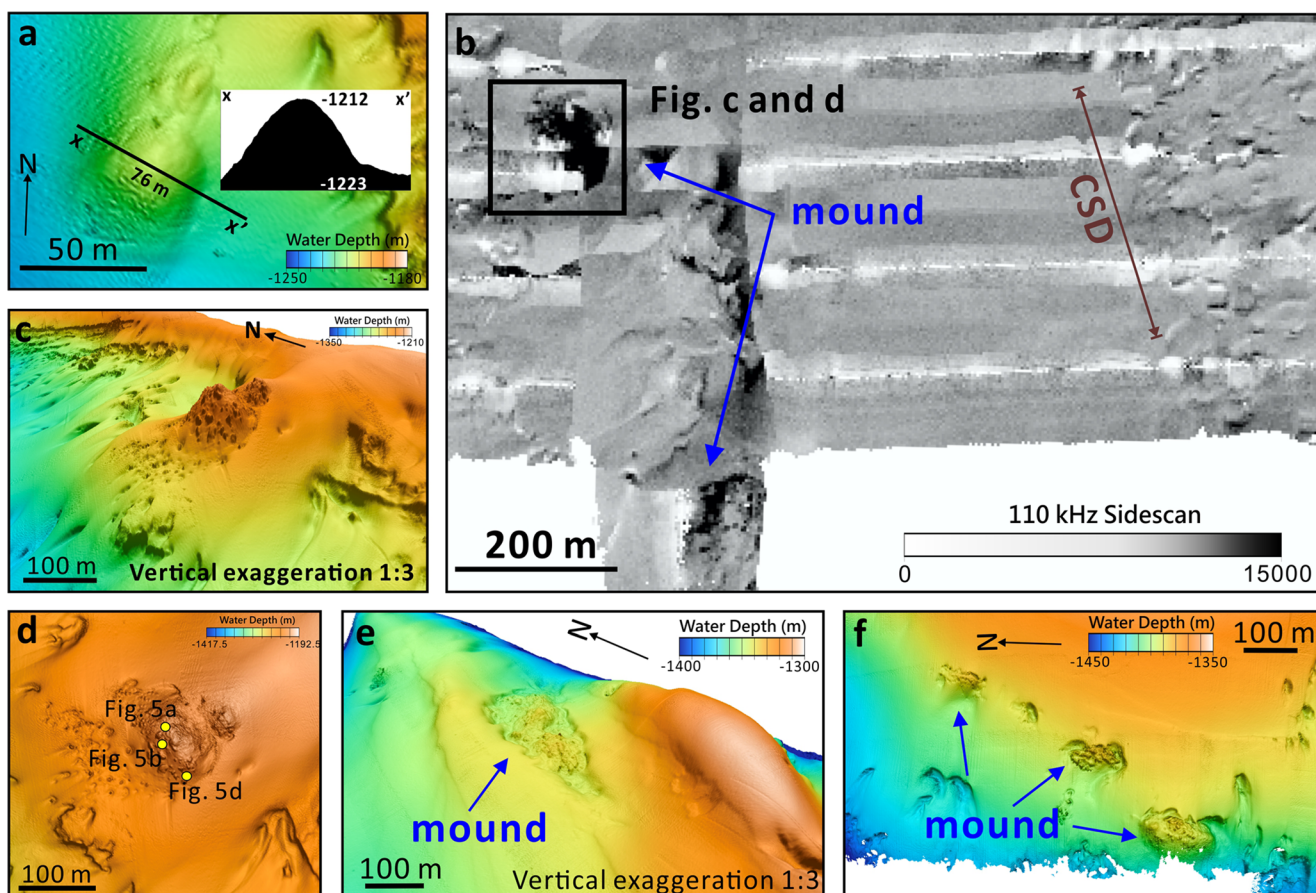 a
x
-1212
x'
-1223
x
76 m
x'
N
50 m
Water Depth (m)
-1250
-1180
b
Fig. c and d
mound
CSD
200 m
110 kHz Sidescan
0
15000
c
N
Water Depth (m)
-1350
-1210
100 m
Vertical exaggeration 1:3
d
Water Depth (m)
-1417.5
-1192.5
Fig. 5a
Fig. 5b
Fig. 5d
100 m
e
N
Water Depth (m)
-1400
-1300
mound
100 m
Vertical exaggeration 1:3
f
N
Water Depth (m)
-1450
-1350
100 m
mound